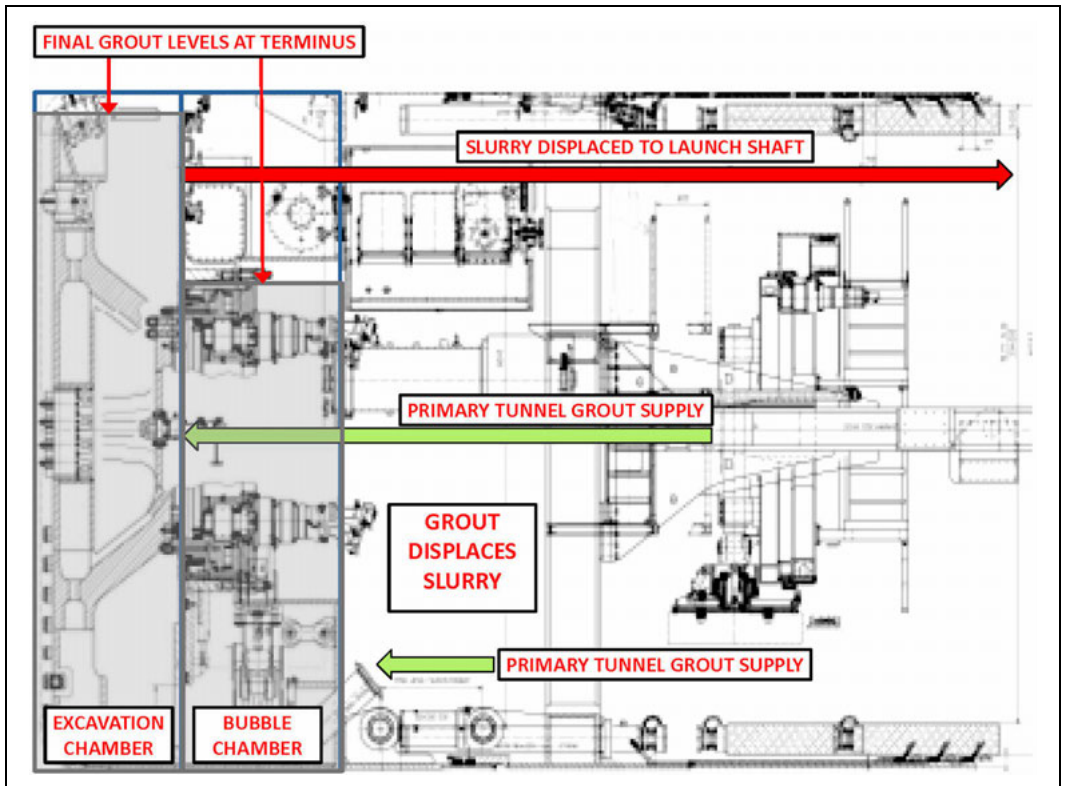 FINAL GROUT LEVELS AT TERMINUS
SLURRY DISPLACED TO LAUNCH SHAFT
PRIMARY TUNNEL GROUT SUPPLY
GROUT
DISPLACES
SLURRY
PRIMARY TUNNEL GROUT SUPPLY
EXCAVATION
CHAMBER
BUBBLE
CHAMBER